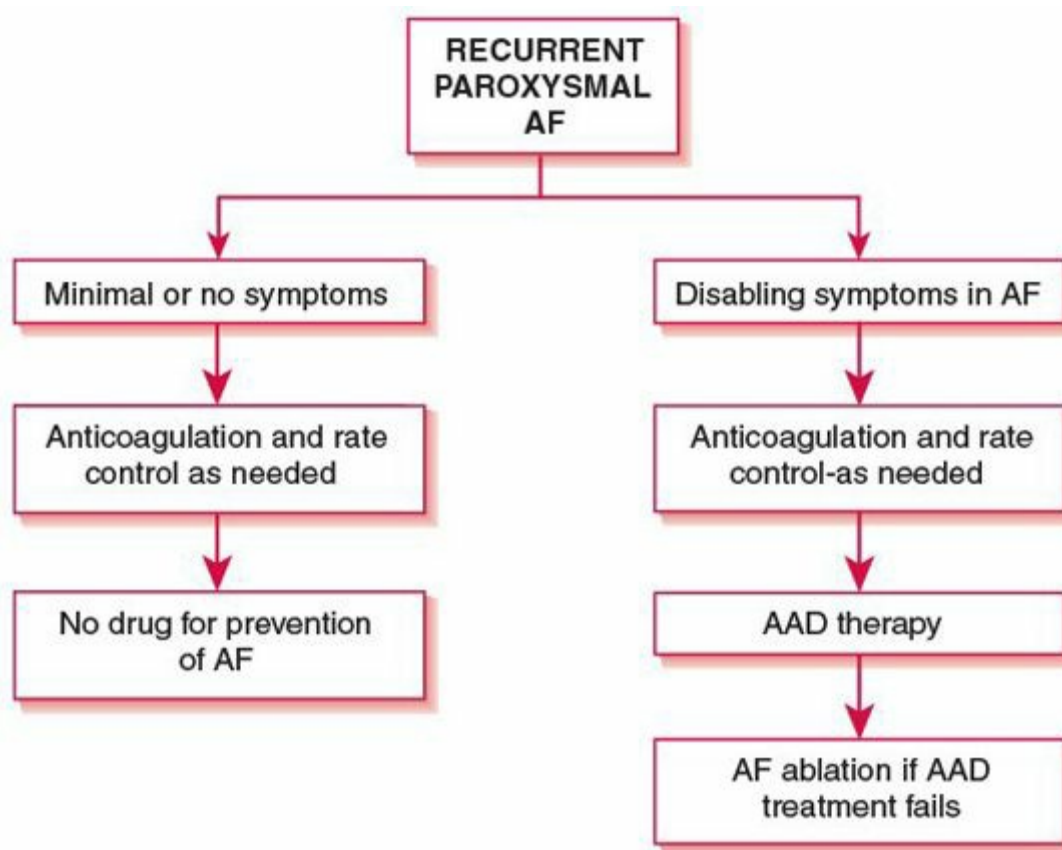 RECURRENT
PAROXYSMAL
AF
Minimal or no symptoms
Disabling symptoms in AF
Anticoagulation and rate
control as needed
Anticoagulation and rate
control-as needed
No drug for prevention
of AF
AAD therapy
AF ablation if AAD
treatment fails